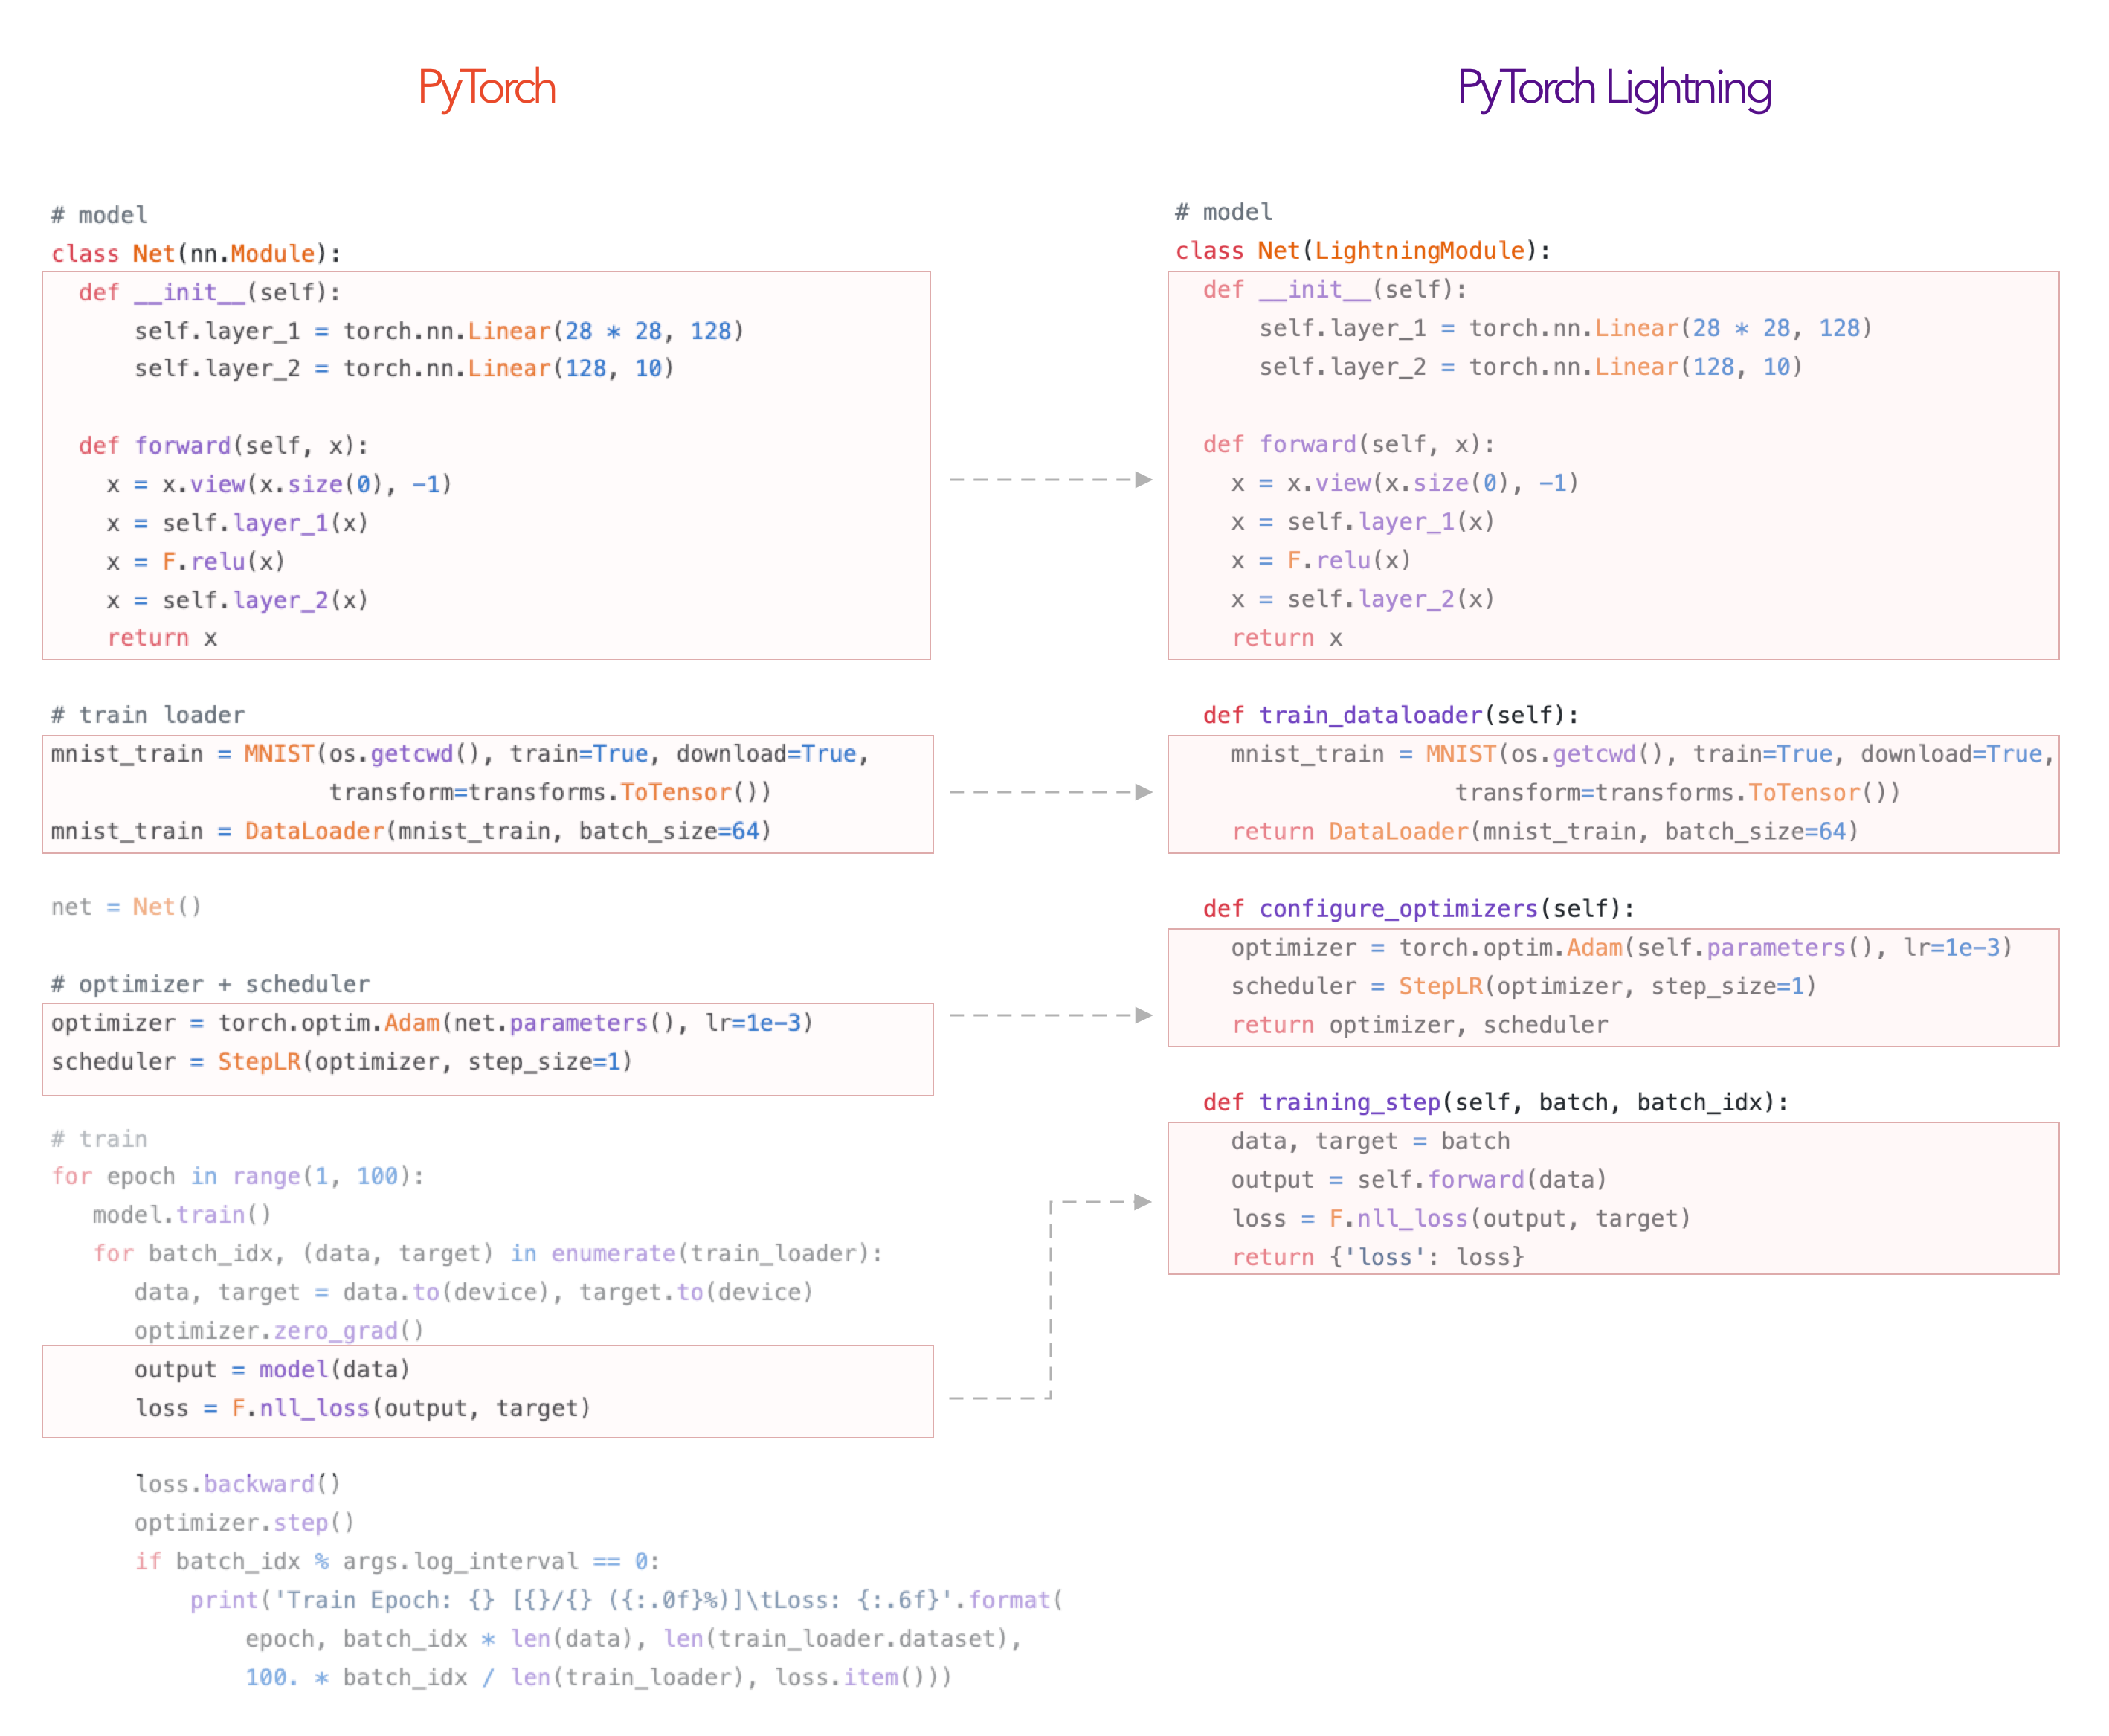 PyTorch
# model
class Net(nn.Module):
  def __init__(self):
      self.layer_1 = torch.nn.Linear(28 * 28, 128)
      self.layer_2 = torch.nn.Linear(128, 10)
  def forward(self, x):
    x = x.view(x.size(0), -1)
    x = self.layer_1(x)
    x = F.relu(x)
    x = self.layer_2(x)
    return x
# train loader
mnist_train = MNIST(os.getcwd(), train=True, download=True,
                    transform=transforms.ToTensor())
mnist_train = DataLoader(mnist_train, batch_size=64)
net = Net()
# optimizer + scheduler
optimizer = torch.optim.Adam(net.parameters(), lr=1e-3)
scheduler = StepLR(optimizer, step_size=1)
# train
for epoch in range(1, 100):
   model.train()
   for batch_idx, (data, target) in enumerate(train_loader):
      data, target = data.to(device), target.to(device)
      optimizer.zero_grad()
      output = model(data)
      loss = F.nll_loss(output, target)
      loss.backward()
      optimizer.step()
      if batch_idx % args.log_interval == 0:
          print('Train Epoch: {} [{}/{} ({:.0f}%)]\tLoss: {:.6f}'.format(
              epoch, batch_idx * len(data), len(train_loader.dataset),
              100. * batch_idx / len(train_loader), loss.item()))
PyTorch Lightning
# model
class Net(LightningModule):
  def __init__(self):
      self.layer_1 = torch.nn.Linear(28 * 28, 128)
      self.layer_2 = torch.nn.Linear(128, 10)
  def forward(self, x):
    x = x.view(x.size(0), -1)
    x = self.layer_1(x)
    x = F.relu(x)
    x = self.layer_2(x)
    return x
  def train_dataloader(self):
    mnist_train = MNIST(os.getcwd(), train=True, download=True,
                    transform=transforms.ToTensor())
    return DataLoader(mnist_train, batch_size=64)
  def configure_optimizers(self):
    optimizer = torch.optim.Adam(self.parameters(), lr=1e-3)
    scheduler = StepLR(optimizer, step_size=1)
    return optimizer, scheduler
  def training_step(self, batch, batch_idx):
    data, target = batch
    output = self.forward(data)
    loss = F.nll_loss(output, target)
    return {'loss': loss}